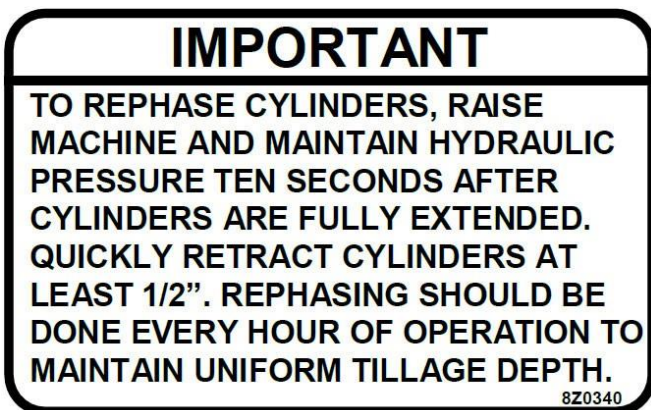 IMPORTANT
TO REPHASE CYLINDERS, RAISE
MACHINE AND MAINTAIN HYDRAULIC
PRESSURE TEN SECONDS AFTER
CYLINDERS ARE FULLY EXTENDED.
QUICKLY RETRACT CYLINDERS AT
LEAST 1/2”. REPHASING SHOULD BE
DONE EVERY HOUR OF OPERATION TO
MAINTAIN UNIFORM TILLAGE DEPTH.
8Z0340